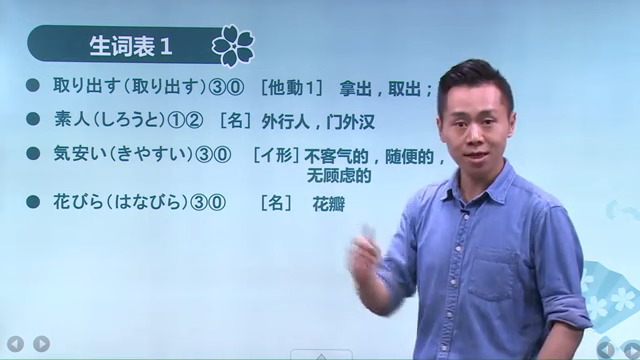 生词表1
● 取り出す（取り出す）③⓪ ［他動1］ 拿出，取出；
● 素人（しろうと）①② ［名］ 外行人，门外汉
● 気安い（きやすい）③⓪ ［イ形］ 不客气的，随便的，
无顾虑的
● 花びら（はなびら）③⓪ ［名］ 花瓣